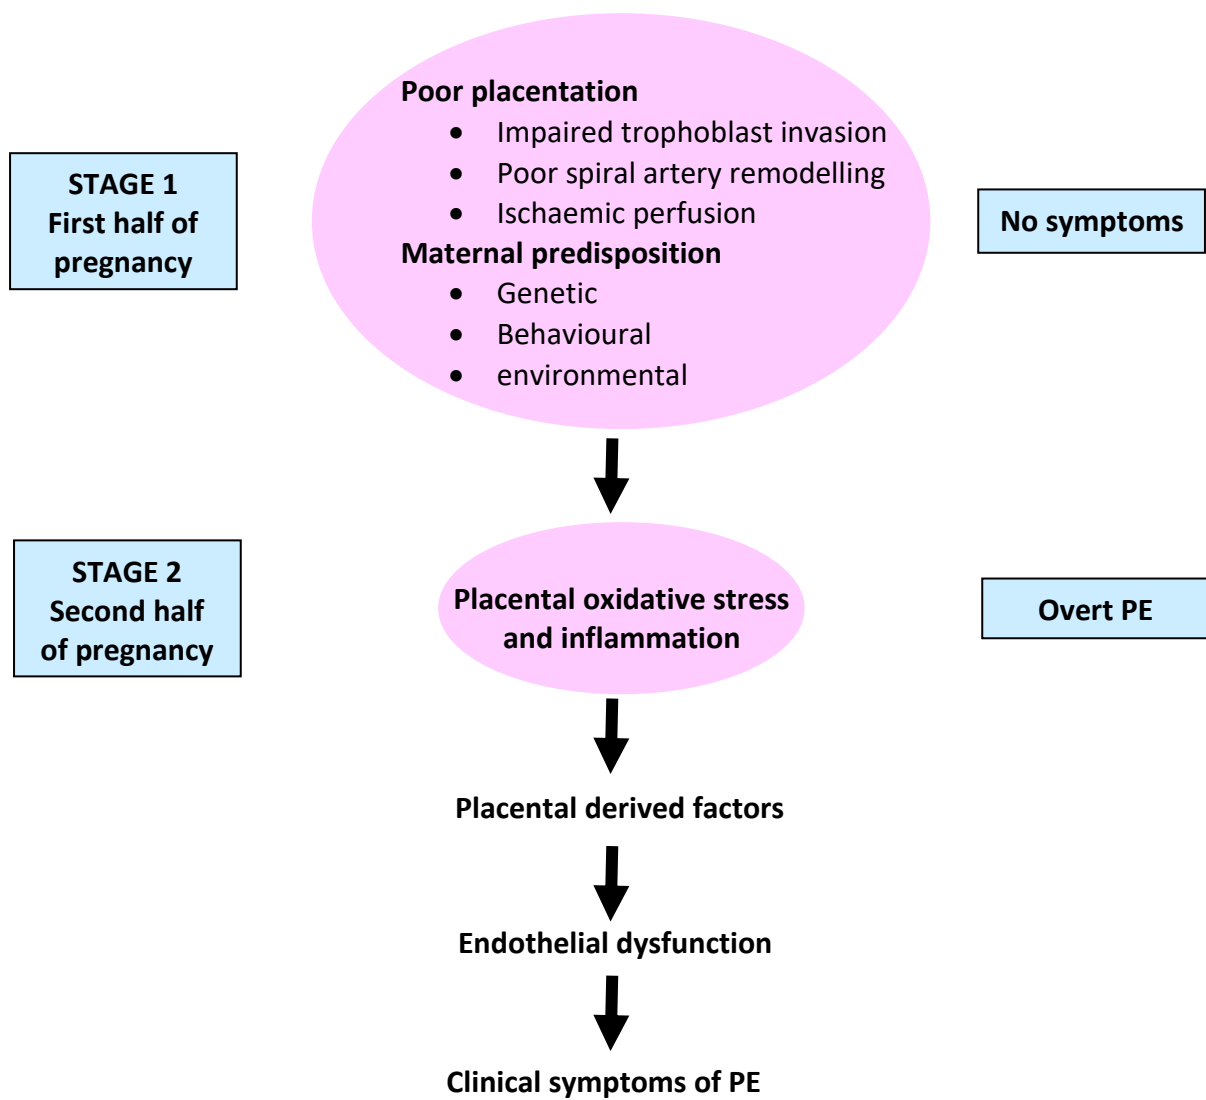 Poor placentation
• Impaired trophoblast invasion
• Poor spiral artery remodelling
• Ischaemic perfusion
Maternal predisposition
• Genetic
• Behavioural
• environmental
STAGE 1
First half of
pregnancy
No symptoms
STAGE 2
Second half
of pregnancy
Placental oxidative stress
and inflammation
Overt PE
Placental derived factors
Endothelial dysfunction
Clinical symptoms of PE